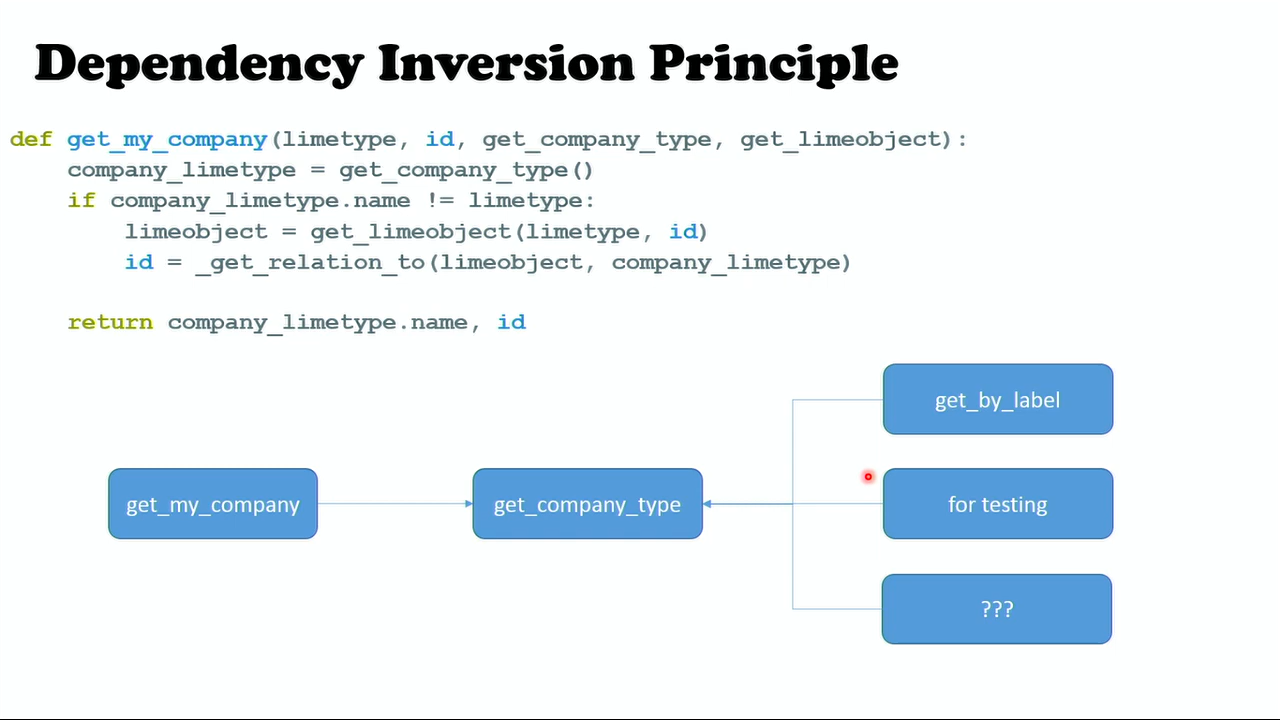 Dependency Inversion Principle
def get_my_company(limetype, id, get_company_type, get_limeobject):
    company_limetype = get_company_type()
    if company_limetype.name != limetype:
        limeobject = get_limeobject(limetype, id)
        id = _get_relation_to(limeobject, company_limetype)
    return company_limetype.name, id
get_by_label
get_my_company
get_company_type
for testing
???